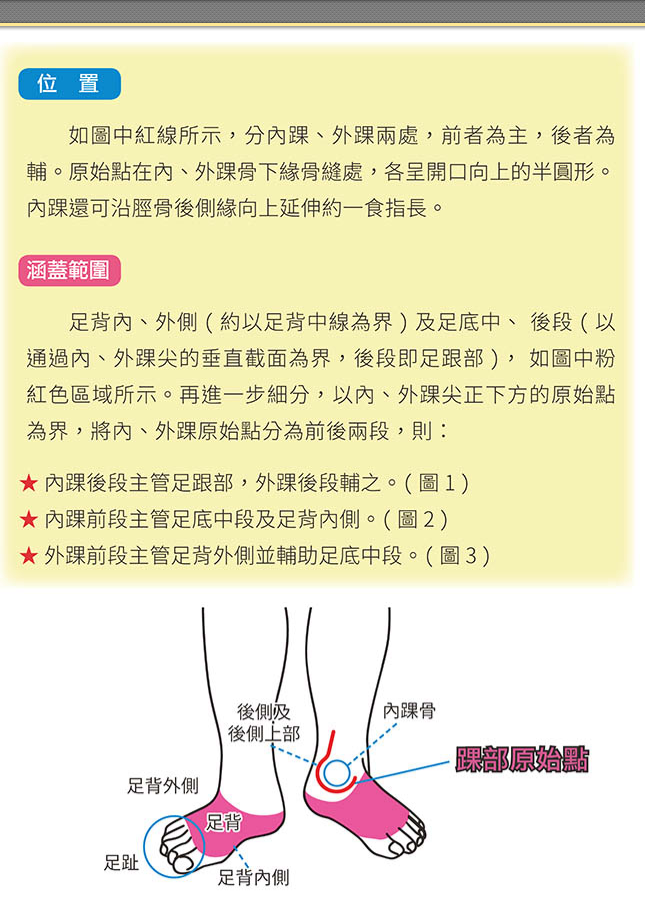 位 置
如圖中紅線所示，分內踝、外踝兩處，前者為主，後者為
輔。原始點在內、外踝骨下緣骨縫處，各呈開口向上的半圓形。
內踝還可沿脛骨後側緣向上延伸約一食指長。
涵蓋範圍
足背內、外側 ( 約以足背中線為界 ) 及足底中、 後段 ( 以
通過內、外踝尖的垂直截面為界，後段即足跟部 )， 如圖中粉
紅色區域所示。再進一步細分，以內、外踝尖正下方的原始點
為界，將內、外踝原始點分為前後兩段，則：
★ 內踝後段主管足跟部，外踝後段輔之。( 圖 1 )
★ 內踝前段主管足底中段及足背內側。( 圖 2 )
★ 外踝前段主管足背外側並輔助足底中段。( 圖 3 )
後側及
後側上部
內踝骨
踝部原始點
足背外側
足背
足趾
足背內側